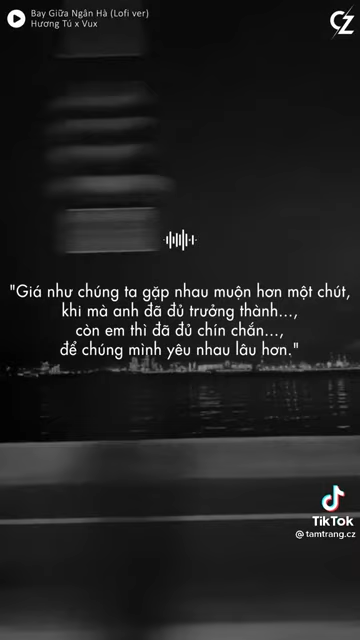 Bay Giữa Ngân Hà (Lofi ver)
Hương Tú x Vux
CZ
"Giá như chúng ta gặp nhau muộn hơn một chút,
khi mà anh đã đủ trưởng thành...,
còn em thì đã đủ chín chắn...,
để chúng mình yêu nhau lâu hơn."
TikTok
@tamtrang.cz